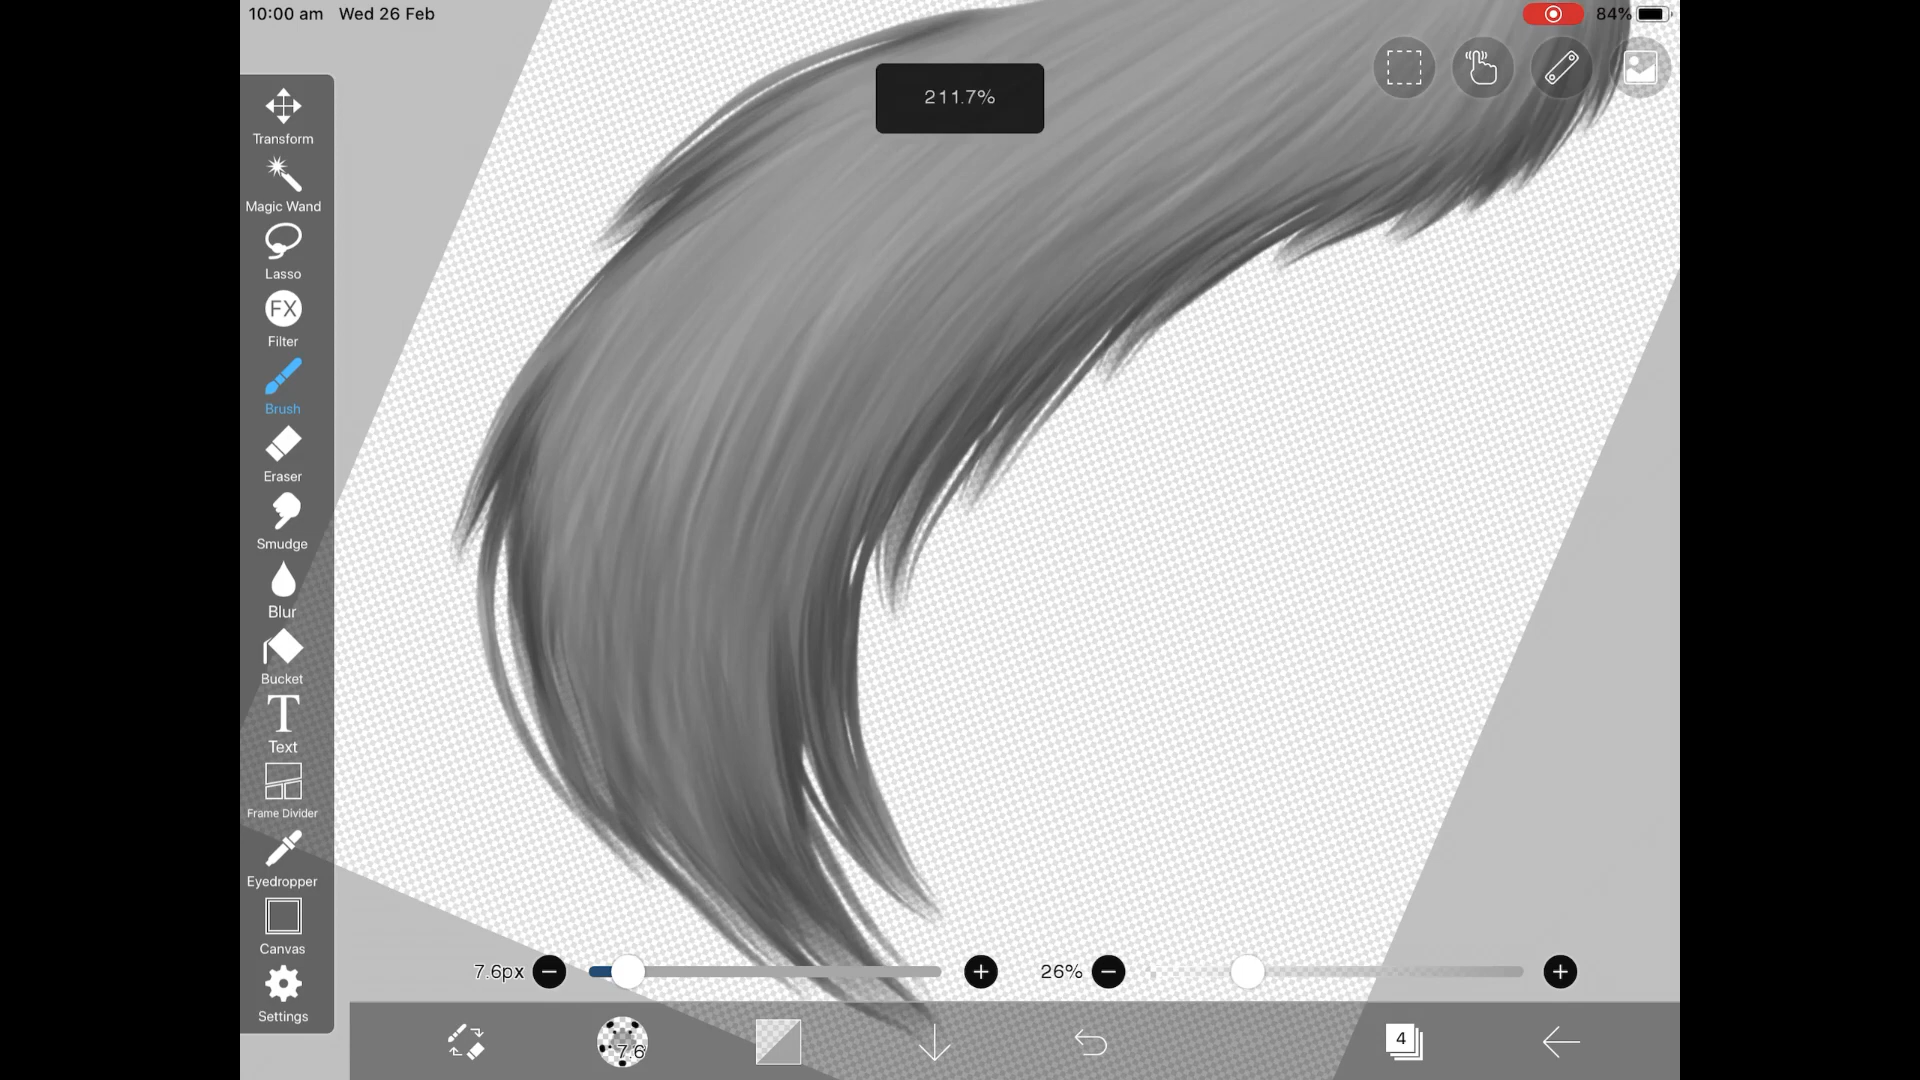 10:00 am Wed 26 Feb
84%
211.7%
Transform
Magic Wand
Lasso
FX
Filter
Brush
Eraser
Smudge
Blur
Bucket
T
Text
Frame Divider
Eyedropper
Canvas
Settings
7.6px
26%
7.6
4